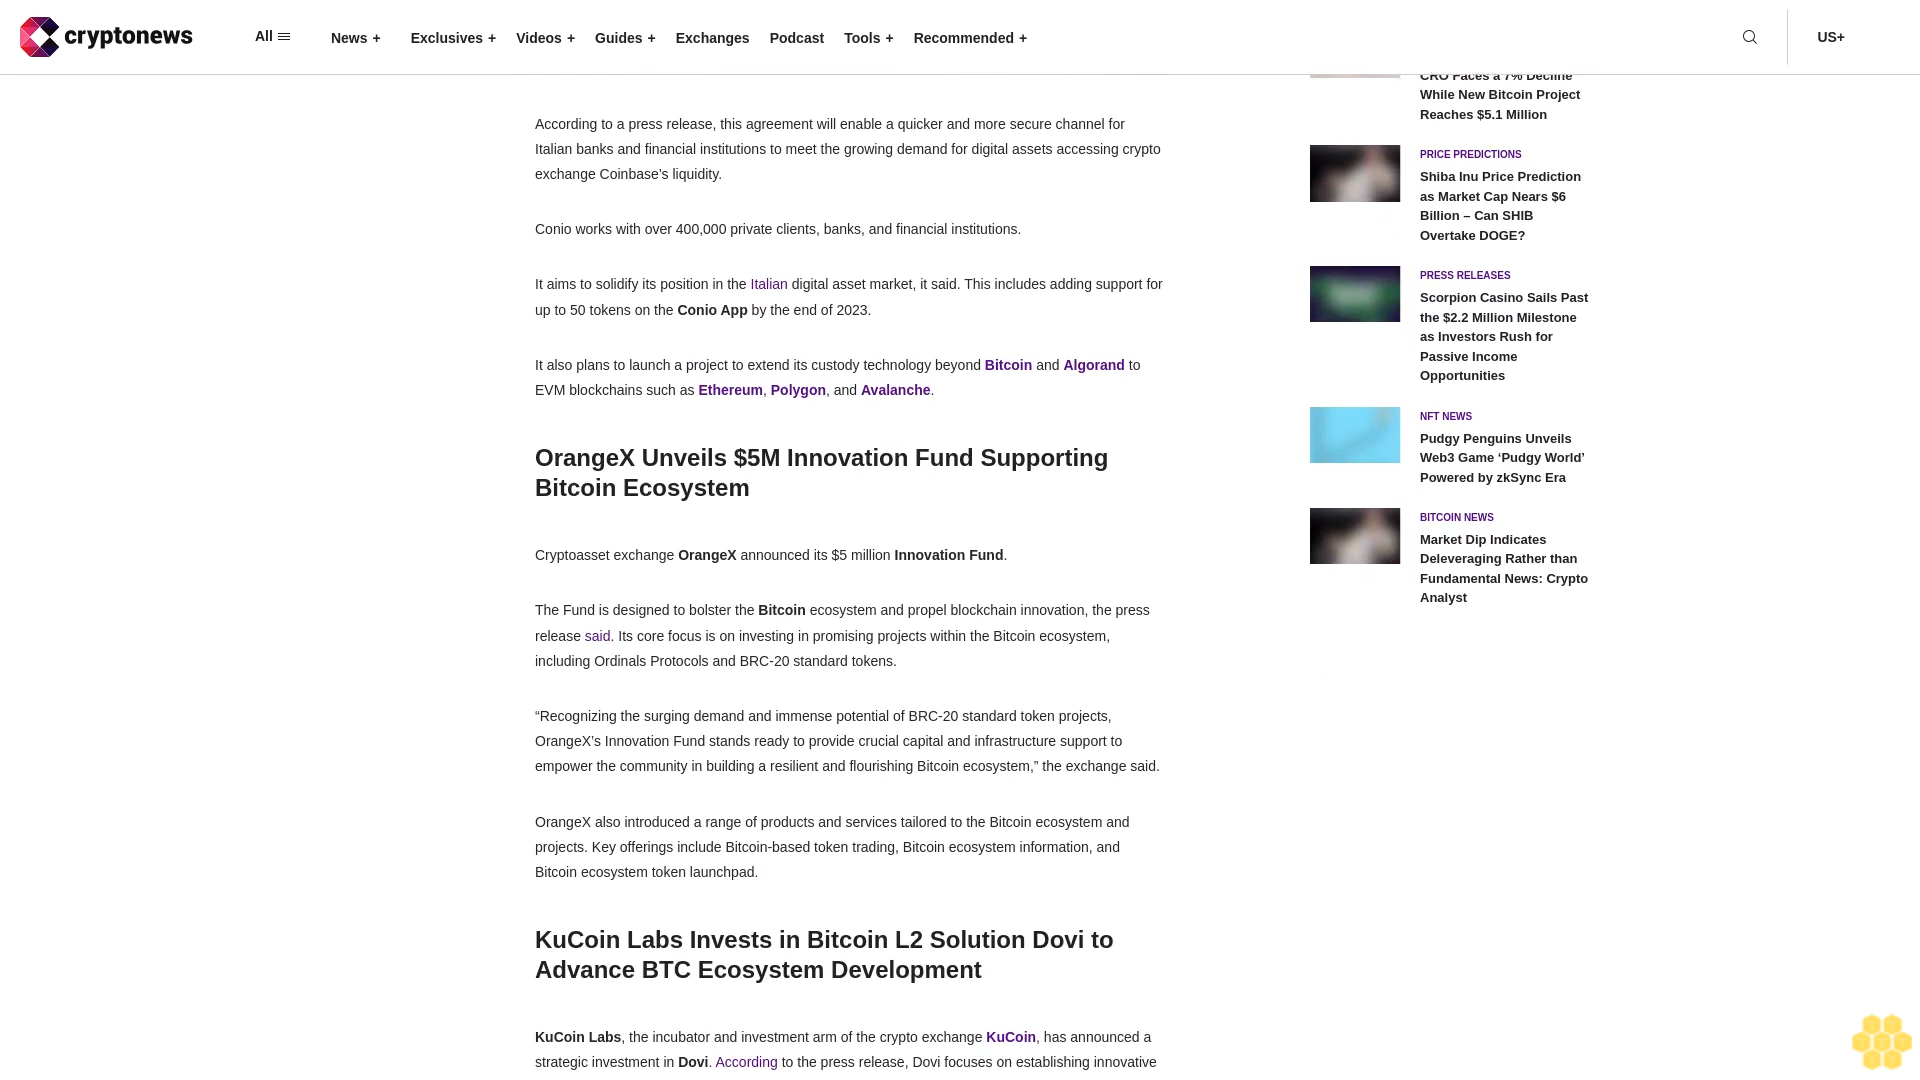 cryptonews
All
News +
Exclusives +
Videos +
Guides +
Exchanges
Podcast
Tools +
Recommended +
US+
According to a press release, this agreement will enable a quicker and more secure channel for
Italian banks and financial institutions to meet the growing demand for digital assets accessing crypto
exchange Coinbase’s liquidity.
Conio works with over 400,000 private clients, banks, and financial institutions.
It aims to solidify its position in the Italian digital asset market, it said. This includes adding support for
up to 50 tokens on the Conio App by the end of 2023.
It also plans to launch a project to extend its custody technology beyond Bitcoin and Algorand to
EVM blockchains such as Ethereum, Polygon, and Avalanche.
OrangeX Unveils $5M Innovation Fund Supporting
Bitcoin Ecosystem
Cryptoasset exchange OrangeX announced its $5 million Innovation Fund.
The Fund is designed to bolster the Bitcoin ecosystem and propel blockchain innovation, the press
release said. Its core focus is on investing in promising projects within the Bitcoin ecosystem,
including Ordinals Protocols and BRC-20 standard tokens.
“Recognizing the surging demand and immense potential of BRC-20 standard token projects,
OrangeX’s Innovation Fund stands ready to provide crucial capital and infrastructure support to
empower the community in building a resilient and flourishing Bitcoin ecosystem,” the exchange said.
OrangeX also introduced a range of products and services tailored to the Bitcoin ecosystem and
projects. Key offerings include Bitcoin-based token trading, Bitcoin ecosystem information, and
Bitcoin ecosystem token launchpad.
KuCoin Labs Invests in Bitcoin L2 Solution Dovi to
Advance BTC Ecosystem Development
KuCoin Labs, the incubator and investment arm of the crypto exchange KuCoin, has announced a
strategic investment in Dovi. According to the press release, Dovi focuses on establishing innovative
CRO Faces a 7% Decline
While New Bitcoin Project
Reaches $5.1 Million
PRICE PREDICTIONS
Shiba Inu Price Prediction
as Market Cap Nears $6
Billion – Can SHIB
Overtake DOGE?
PRESS RELEASES
Scorpion Casino Sails Past
the $2.2 Million Milestone
as Investors Rush for
Passive Income
Opportunities
NFT NEWS
Pudgy Penguins Unveils
Web3 Game ‘Pudgy World’
Powered by zkSync Era
BITCOIN NEWS
Market Dip Indicates
Deleveraging Rather than
Fundamental News: Crypto
Analyst